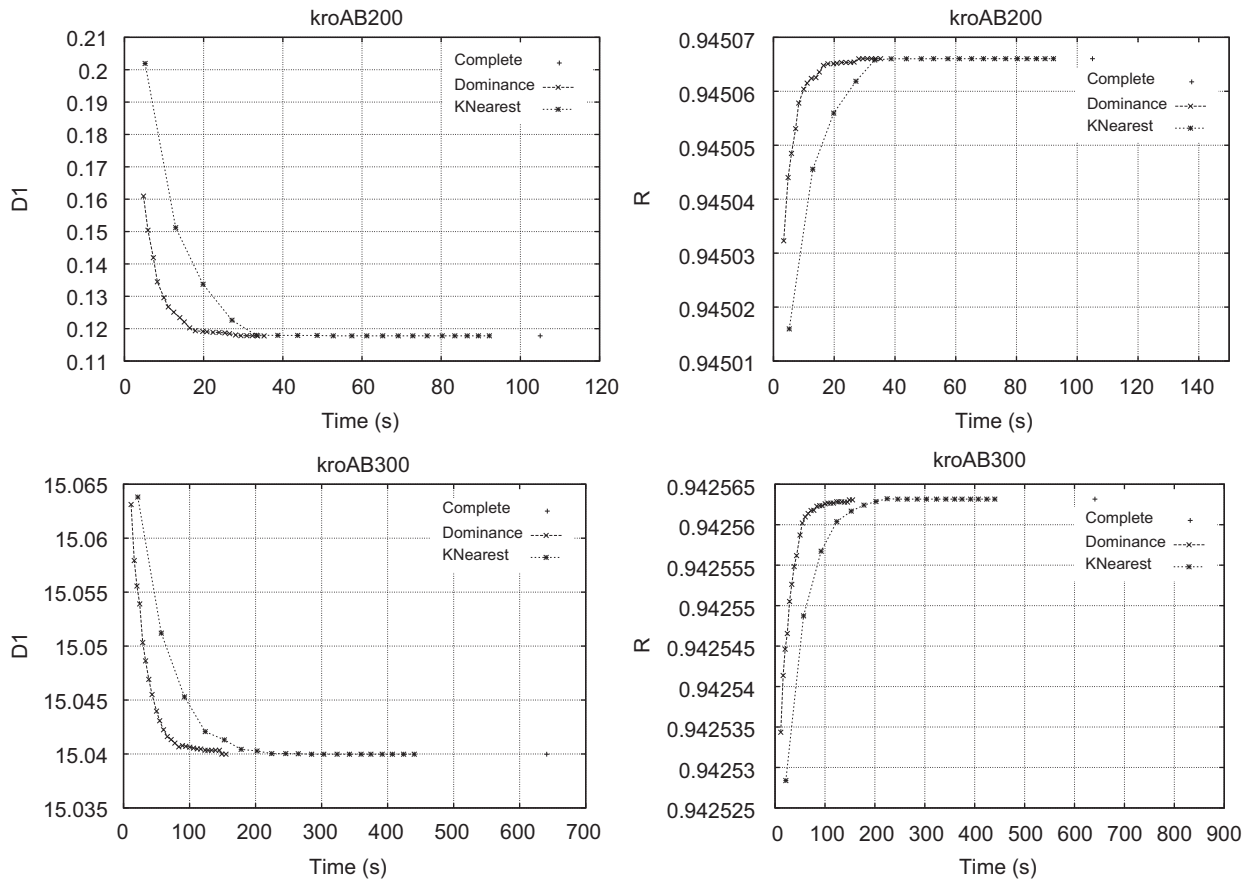 kroAB200
0.21
0.2
0.19
0.18
0.17
0.16
0.15
0.14
0.13
0.12
0.11
D1
Complete
Dominance
KNearest
0 20 40 60 80 100 120
Time (s)
kroAB200
0.94507
0.94506
0.94505
0.94504
0.94503
0.94502
0.94501
R
Complete
Dominance
KNearest
0 20 40 60 80 100 120 140
Time (s)
kroAB300
15.065
15.06
15.055
15.05
15.045
15.04
15.035
D1
Complete
Dominance
KNearest
0 100 200 300 400 500 600 700
Time (s)
kroAB300
0.942565
0.94256
0.942555
0.94255
0.942545
0.94254
0.942535
0.94253
0.942525
R
Complete
Dominance
KNearest
0 100 200 300 400 500 600 700 800 900
Time (s)